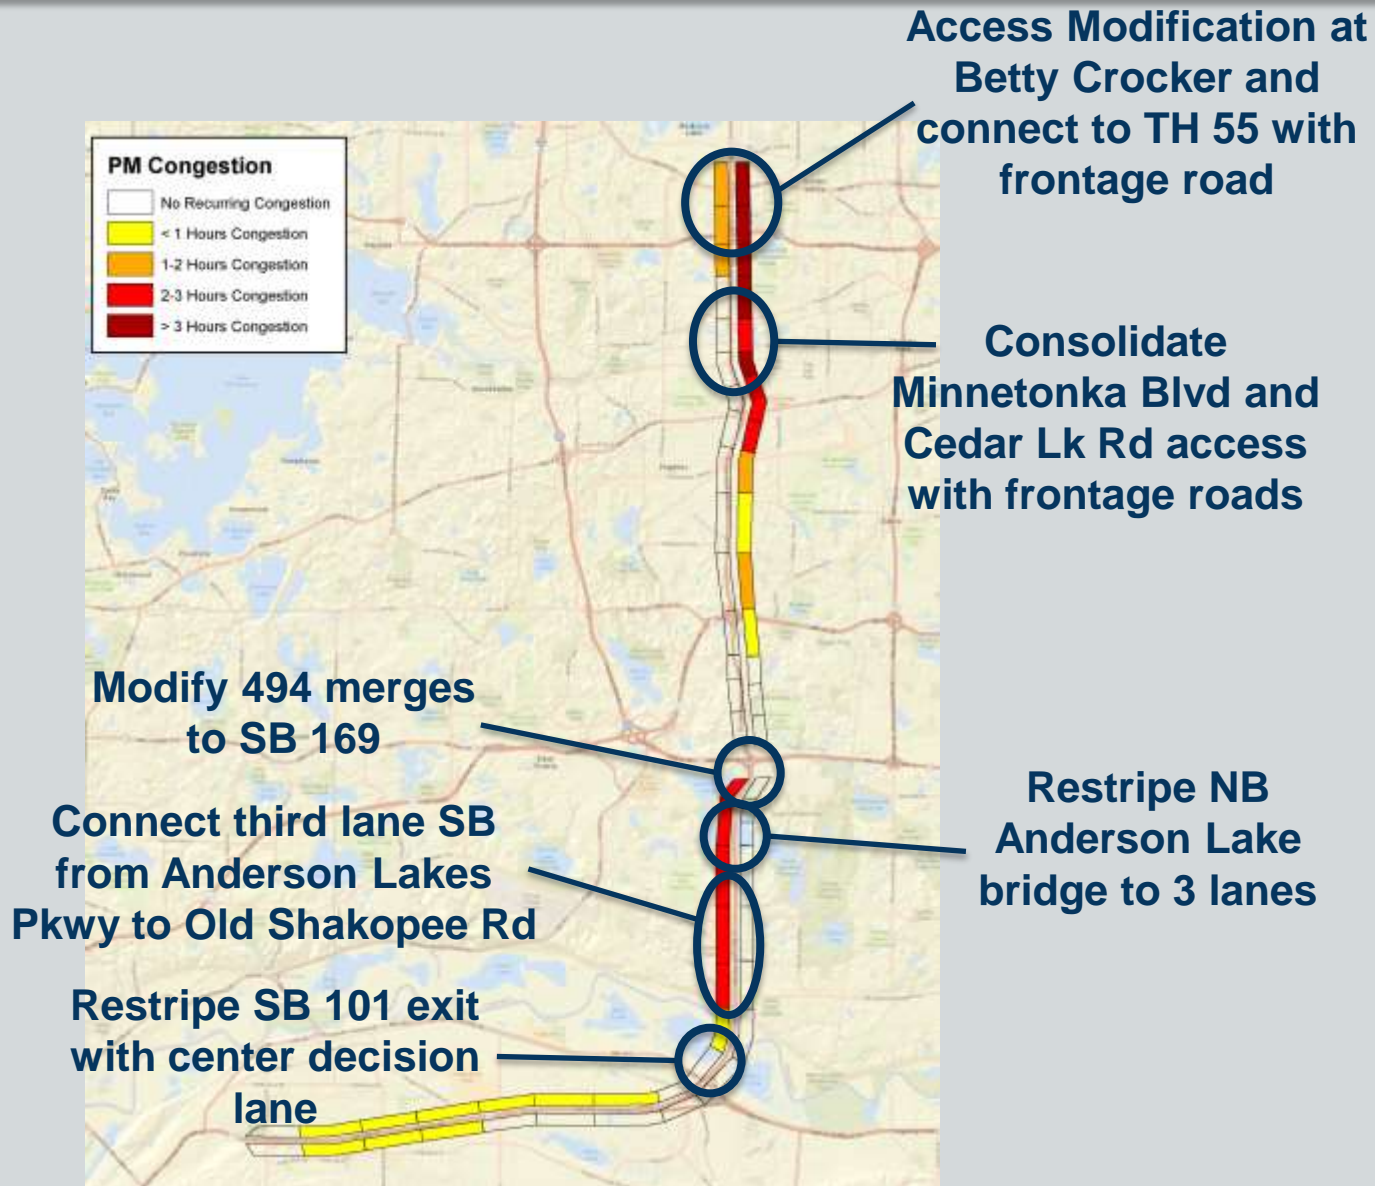 Access Modification at
Betty Crocker and
connect to TH 55 with
frontage road
PM Congestion
No Recurring Congestion
< 1 Hours Congestion
1-2 Hours Congestion
2-3 Hours Congestion
> 3 Hours Congestion
Consolidate
Minnetonka Blvd and
Cedar Lk Rd access
with frontage roads
Modify 494 merges
to SB 169
Restripe NB
Anderson Lake
bridge to 3 lanes
Connect third lane SB
from Anderson Lakes
Pkwy to Old Shakopee Rd
Restripe SB 101 exit
with center decision
lane